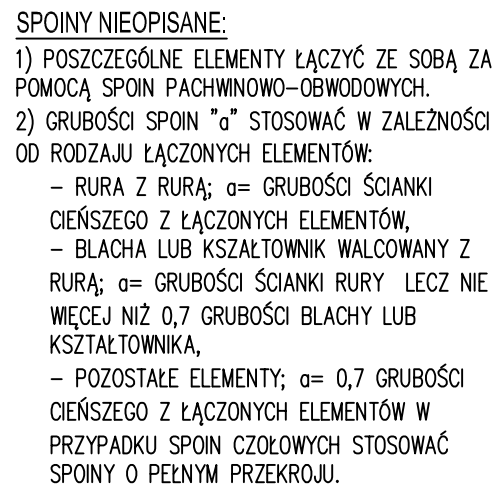 SPOINY NIEOPISANE:
1) POSZCZEGÓLNE ELEMENTY ŁĄCZYĆ ZE SOBĄ ZA
POMOCĄ SPOIN PACHWINOWO-OBWODOWYCH.
2) GRUBOŚCI SPOIN "a" STOSOWAĆ W ZALEŻNOŚCI
OD RODZAJU ŁĄCZONYCH ELEMENTÓW:
- RURA Z RURĄ; a= GRUBOŚCI ŚCIANKI
CIEŃSZEGO Z ŁĄCZONYCH ELEMENTÓW,
- BLACHA LUB KSZAŁTOWNIK WALCOWANY Z
RURĄ; a= GRUBOŚCI ŚCIANKI RURY LECZ NIE
WIĘCEJ NIŻ 0,7 GRUBOŚCI BLACHY LUB
KSZTAŁTOWNIKA,
- POZOSTAŁE ELEMENTY; a= 0,7 GRUBOŚCI
CIEŃSZEGO Z ŁĄCZONYCH ELEMENTÓW W
PRZYPADKU SPOIN CZOŁOWYCH STOSOWAĆ
SPOINY O PEŁNYM PRZEKROJU.